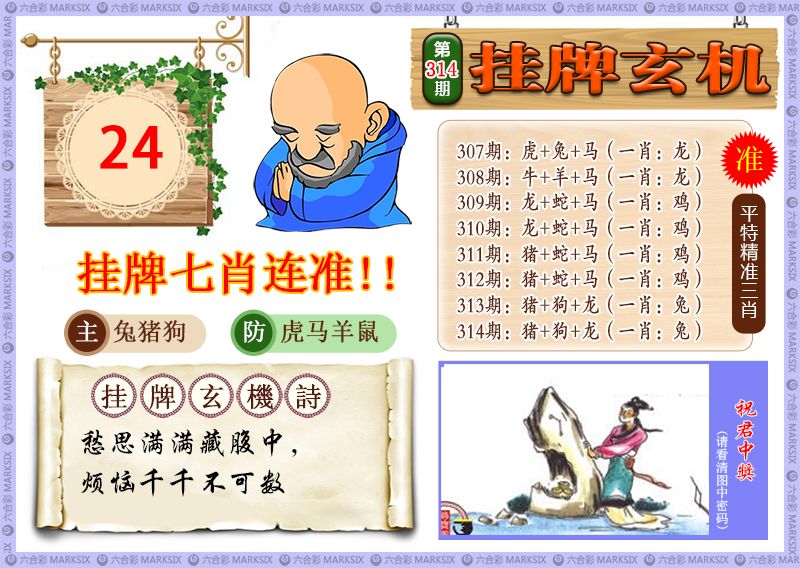 六合彩 MARKSIX
第
314
期
挂牌玄机
24
挂牌七肖连准!!
主 兔猪狗
防 虎马羊鼠
挂牌玄機詩
愁思满满藏腹中，
烦恼千千不可数
307期：虎+兔+马（一肖：龙）
308期：牛+羊+马（一肖：龙）
309期：龙+蛇+马（一肖：鸡）
310期：龙+蛇+马（一肖：鸡）
311期：猪+蛇+马（一肖：鸡）
312期：猪+蛇+马（一肖：鸡）
313期：猪+狗+龙（一肖：兔）
314期：猪+狗+龙（一肖：兔）
准
平特精准三肖
祝君中奖
（请看清图中密码）